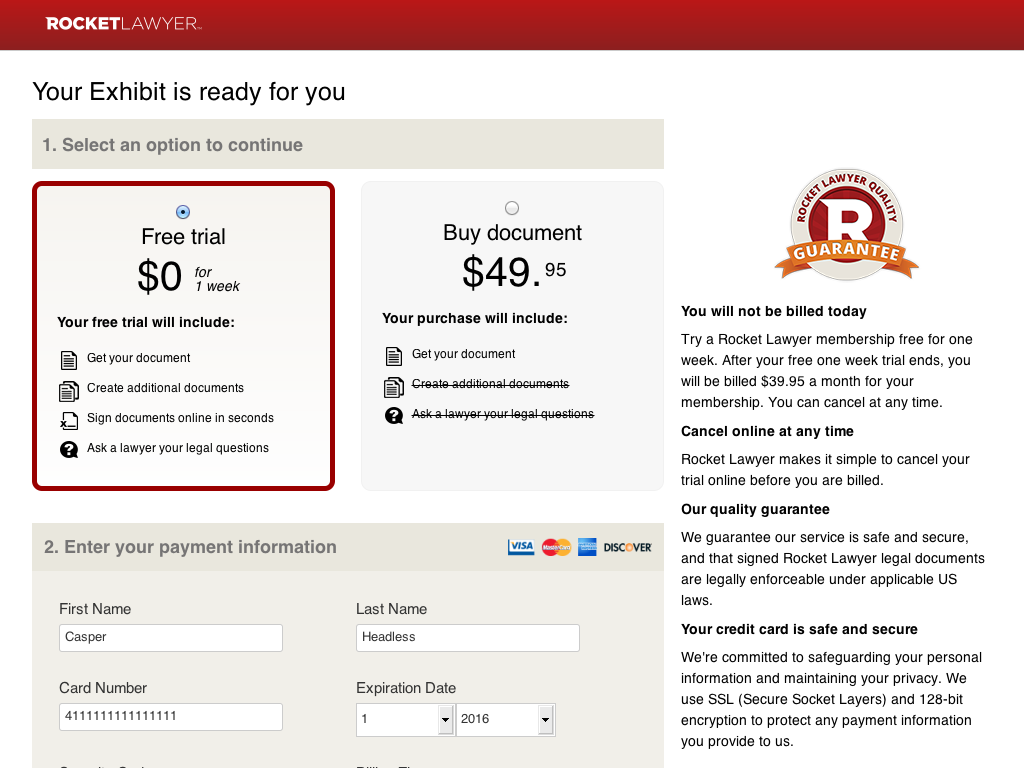 ROCKETLAWYER
Your Exhibit is ready for you
1. Select an option to continue
Free trial
$0 for
1 week
Your free trial will include:
Get your document
Create additional documents
Sign documents online in seconds
Ask a lawyer your legal questions
Buy document
$49.95
Your purchase will include:
Get your document
Create additional documents
Ask a lawyer your legal questions
2. Enter your payment information
VISA MasterCard DISCOVER
First Name
Casper
Last Name
Headless
Card Number
4111111111111111
Expiration Date
1 2016
ROCKET LAWYER QUALITY
R
GUARANTEE
You will not be billed today
Try a Rocket Lawyer membership free for one
week. After your free one week trial ends, you
will be billed $39.95 a month for your
membership. You can cancel at any time.
Cancel online at any time
Rocket Lawyer makes it simple to cancel your
trial online before you are billed.
Our quality guarantee
We guarantee our service is safe and secure,
and that signed Rocket Lawyer legal documents
are legally enforceable under applicable US
laws.
Your credit card is safe and secure
We're committed to safeguarding your personal
information and maintaining your privacy. We
use SSL (Secure Socket Layers) and 128-bit
encryption to protect any payment information
you provide to us.